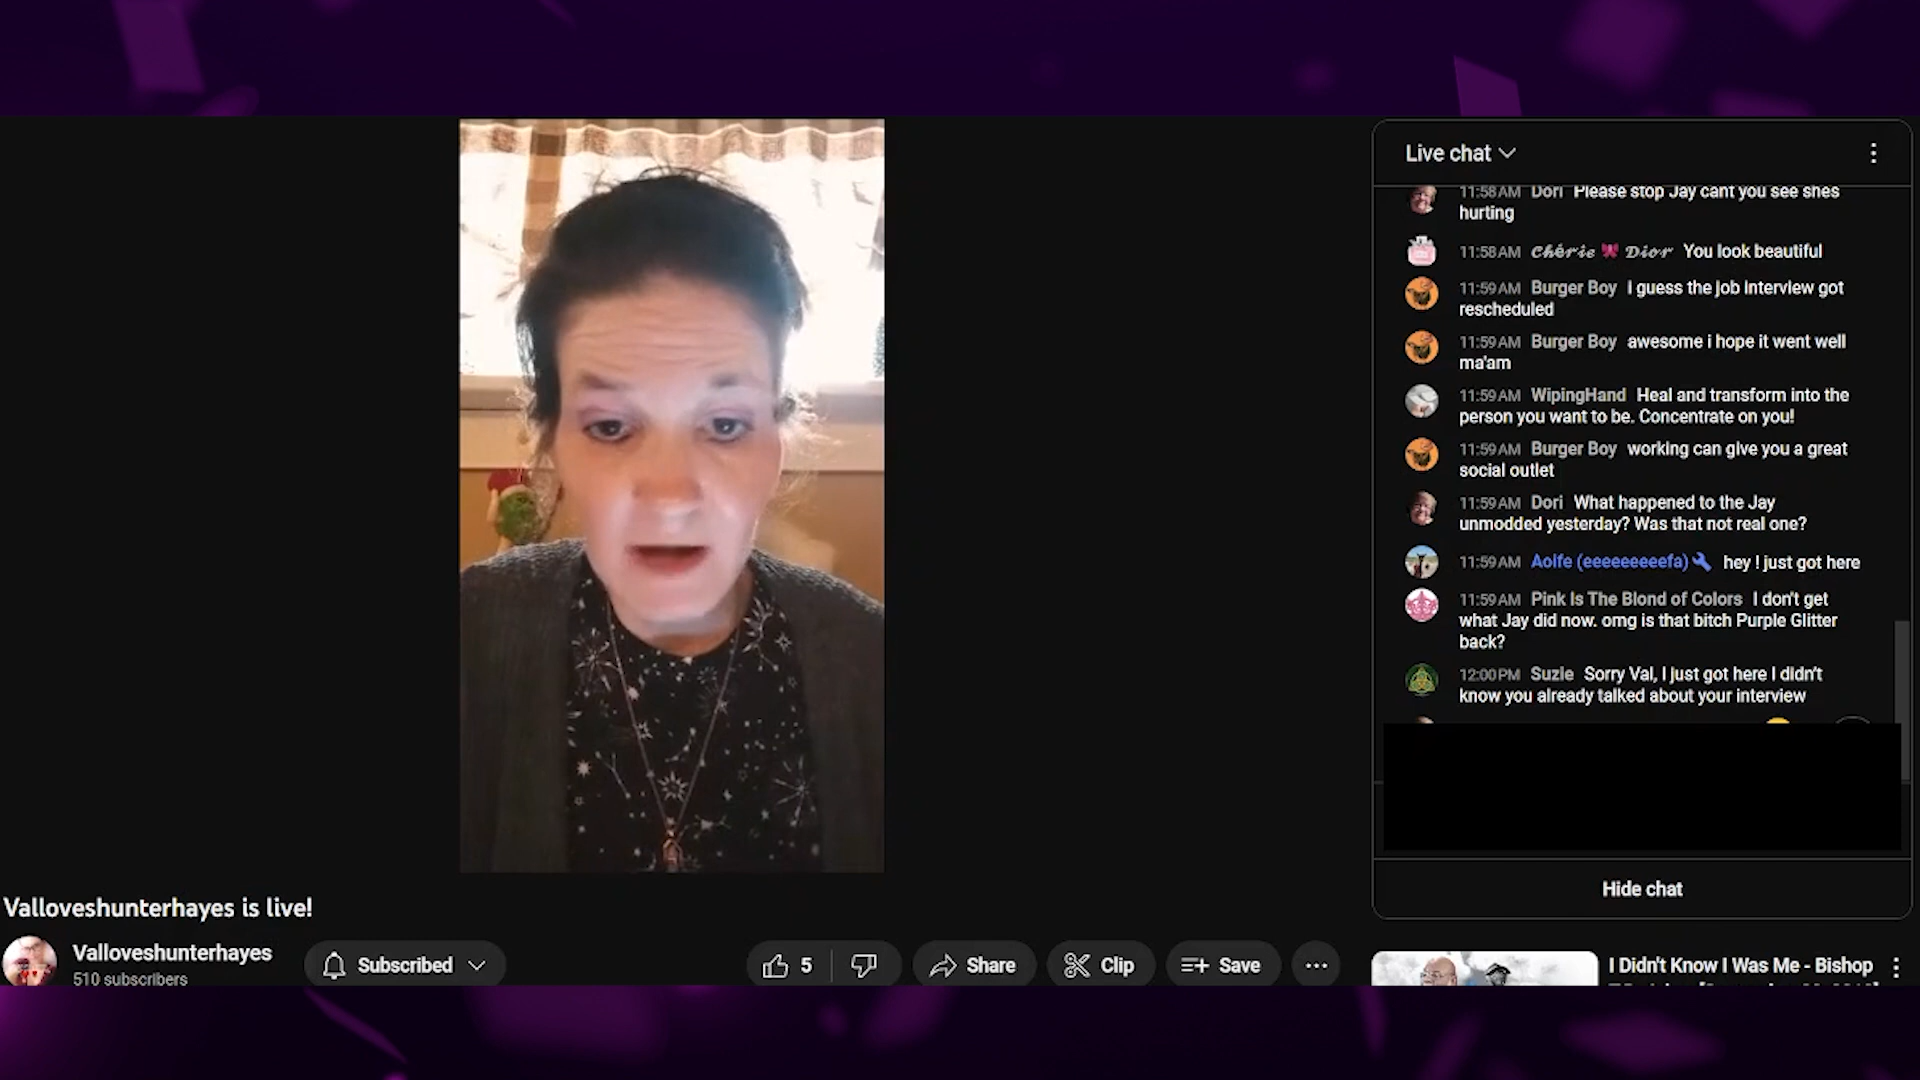 Live chat
11:58 AM Dori Please stop Jay cant you see shes
hurting
11:58 AM 𝓒𝓱é𝓻𝓲𝓮 🎀 𝓓𝓲𝓸𝓻 You look beautiful
11:59 AM Burger Boy I guess the job interview got
rescheduled
11:59 AM Burger Boy awesome i hope it went well
ma'am
11:59 AM WipingHand Heal and transform into the
person you want to be. Concentrate on you!
11:59 AM Burger Boy working can give you a great
social outlet
11:59 AM Dori What happened to the Jay
unmodded yesterday? Was that not real one?
11:59 AM Aolfe (eeeeeeeeefa) hey ! just got here
11:59 AM Pink Is The Blond of Colors I don't get
what Jay did now. omg is that bitch Purple Glitter
back?
12:00 PM Suzie Sorry Val, I just got here I didn't
know you already talked about your interview
Hide chat
Valloveshunterhayes is live!
Valloveshunterhayes
510 subscribers
Subscribed
5
Share
Clip
Save
I Didn't Know I Was Me - Bishop